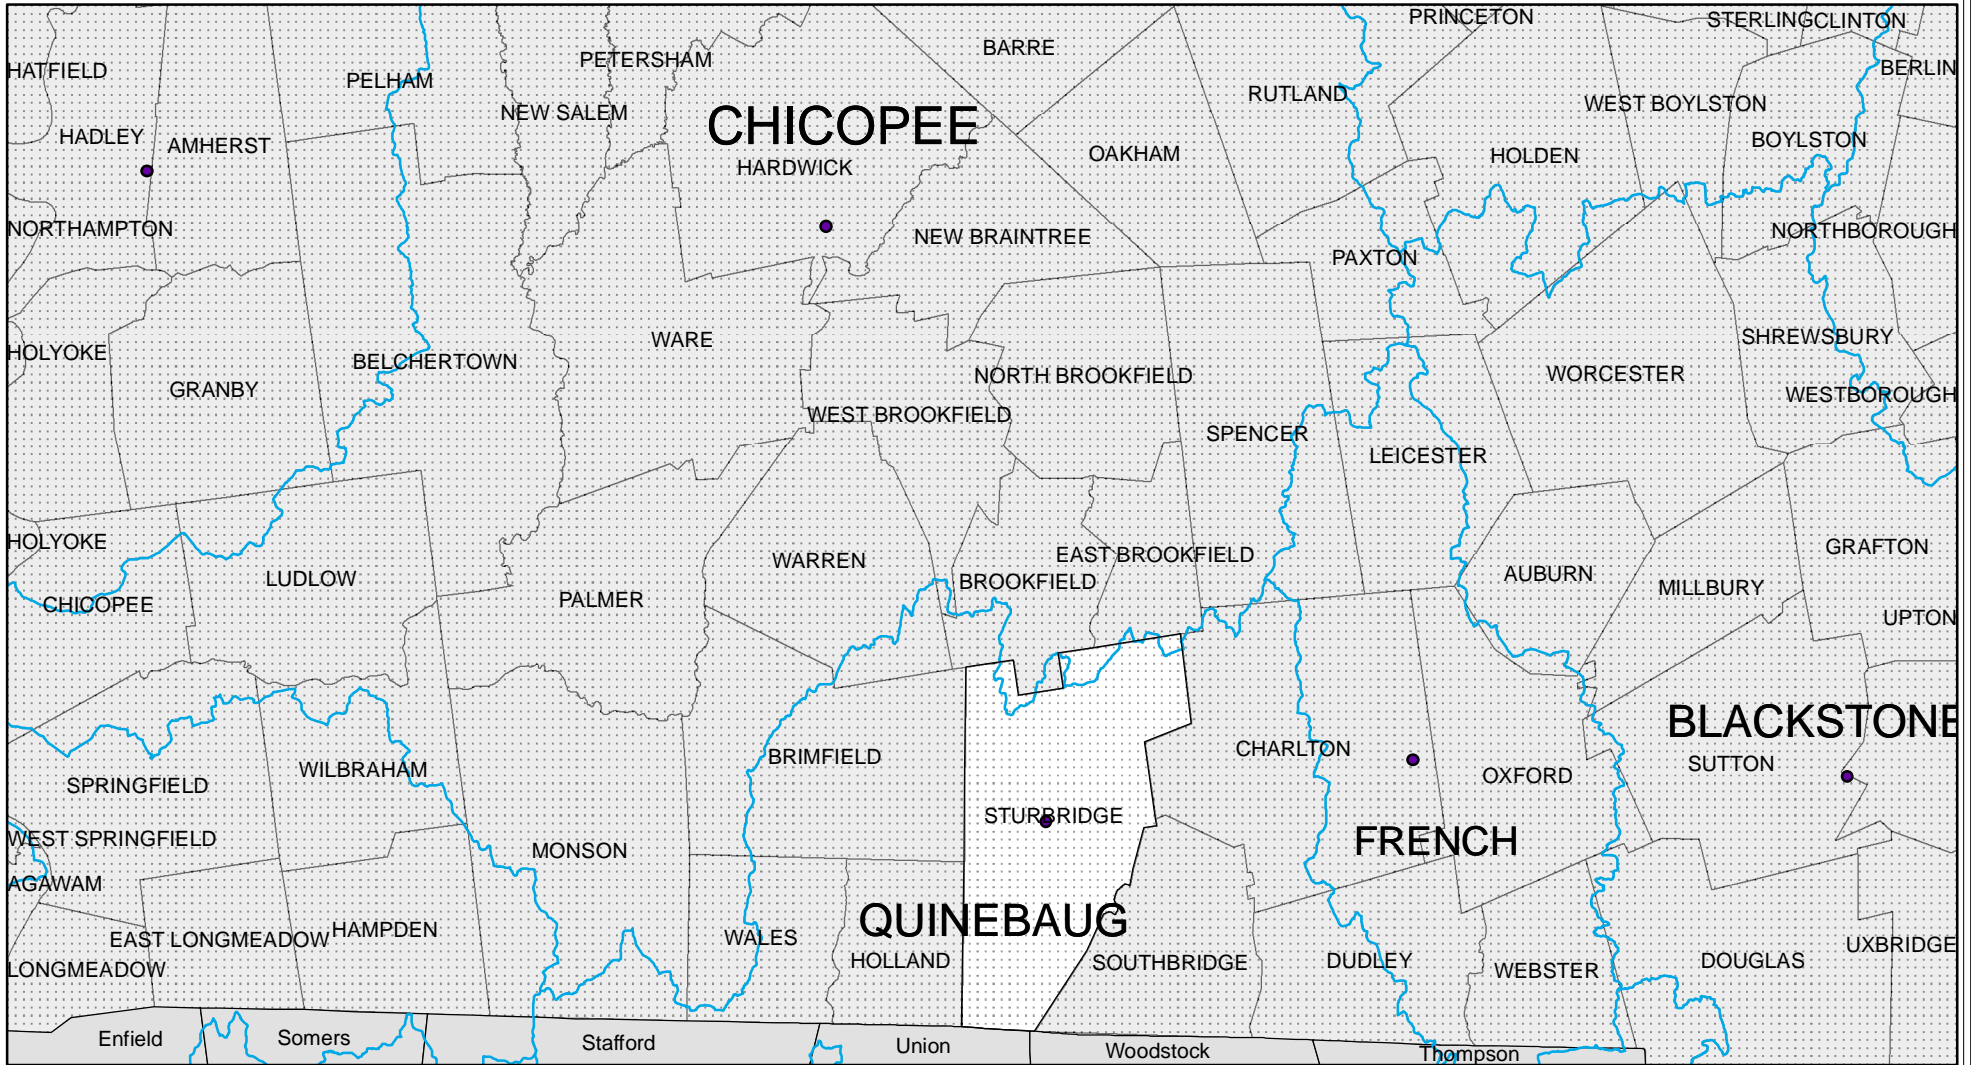 PRINCETON
STERLING
CLINTON
BARRE
PETERSHAM
HATFIELD
PELHAM
BERLIN
RUTLAND
WEST BOYLSTON
NEW SALEM
CHICOPEE
HADLEY
AMHERST
BOYLSTON
OAKHAM
HOLDEN
HARDWICK
NORTHAMPTON
NEW BRAINTREE
NORTHBOROUGH
PAXTON
SHREWSBURY
WARE
HOLYOKE
BELCHERTOWN
GRANBY
NORTH BROOKFIELD
WORCESTER
WESTBOROUGH
WEST BROOKFIELD
SPENCER
LEICESTER
HOLYOKE
GRAFTON
EAST BROOKFIELD
WARREN
AUBURN
LUDLOW
BROOKFIELD
MILLBURY
CHICOPEE
PALMER
UPTON
BLACKSTONE
CHARLTON
BRIMFIELD
SUTTON
WILBRAHAM
OXFORD
SPRINGFIELD
STURBRIDGE
WEST SPRINGFIELD
FRENCH
MONSON
AGAWAM
QUINEBAUG
HAMPDEN
EAST LONGMEADOW
WALES
UXBRIDGE
HOLLAND
SOUTHBRIDGE
DUDLEY
DOUGLAS
LONGMEADOW
WEBSTER
Enfield
Somers
Stafford
Union
Woodstock
Thompson